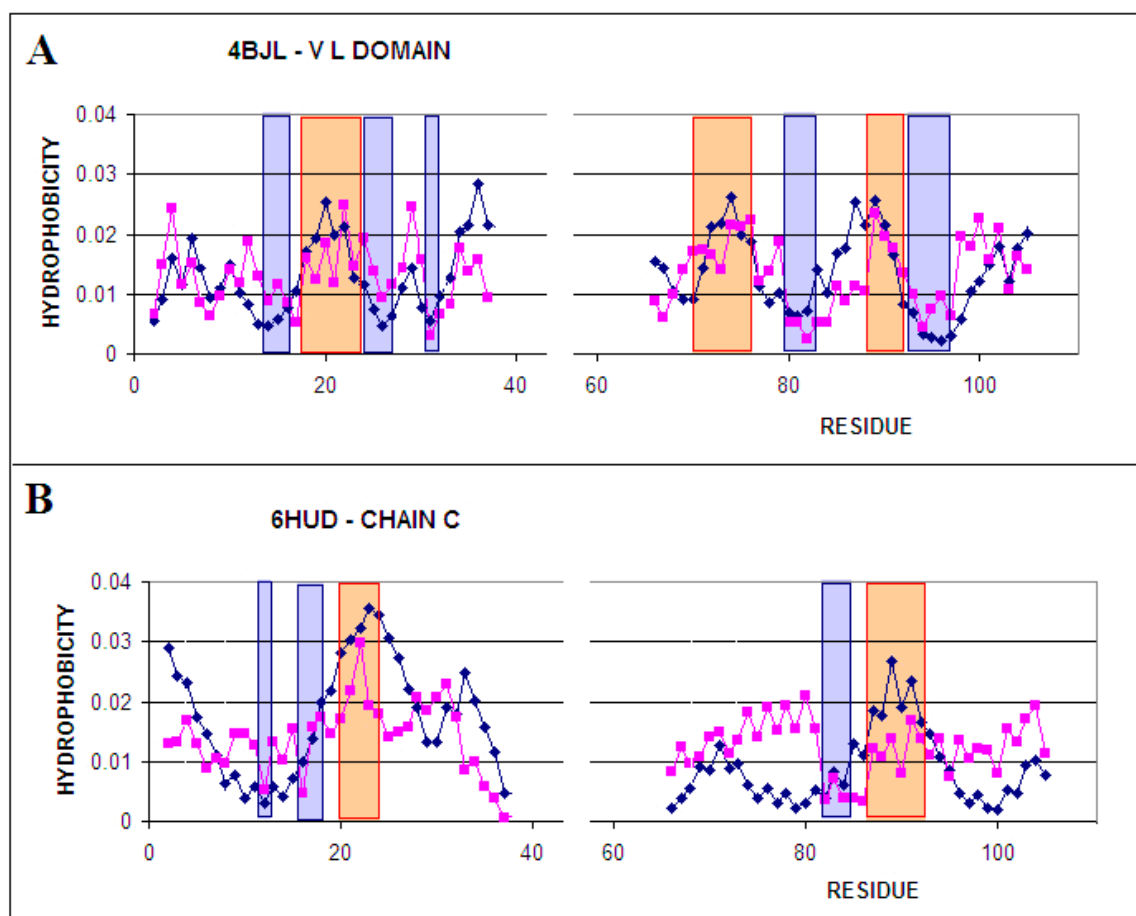 A
4BJL - V L DOMAIN
HYDROPHOBICITY
0.04
0.03
0.02
0.01
0
0 20 40 60 80 100
RESIDUE
B
6HUD - CHAIN C
HYDROPHOBICITY
0.04
0.03
0.02
0.01
0
0 20 40 60 80 100
RESIDUE